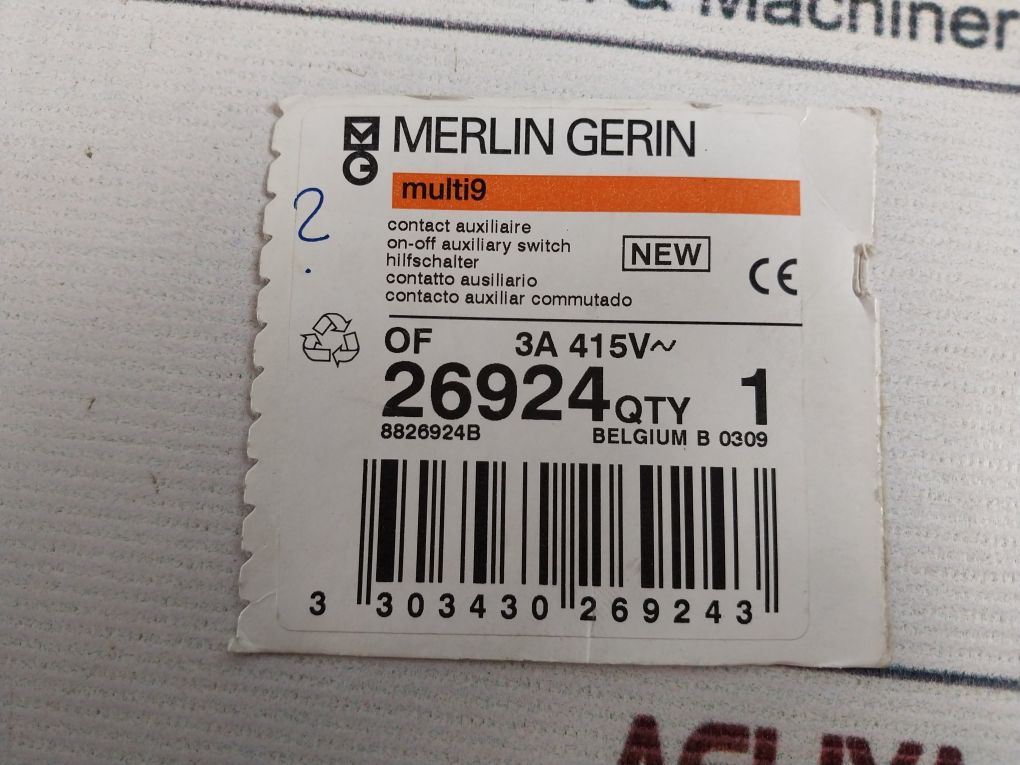 & Machiner
MERLIN GERIN
multi9
contact auxiliaire
on-off auxiliary switch
hilfschalter
contatto ausiliario
contacto auxiliar commutado
NEW
CE
?
OF 3A 415V~
26924 QTY 1
8826924B BELGIUM B 0309
3 303430 269243